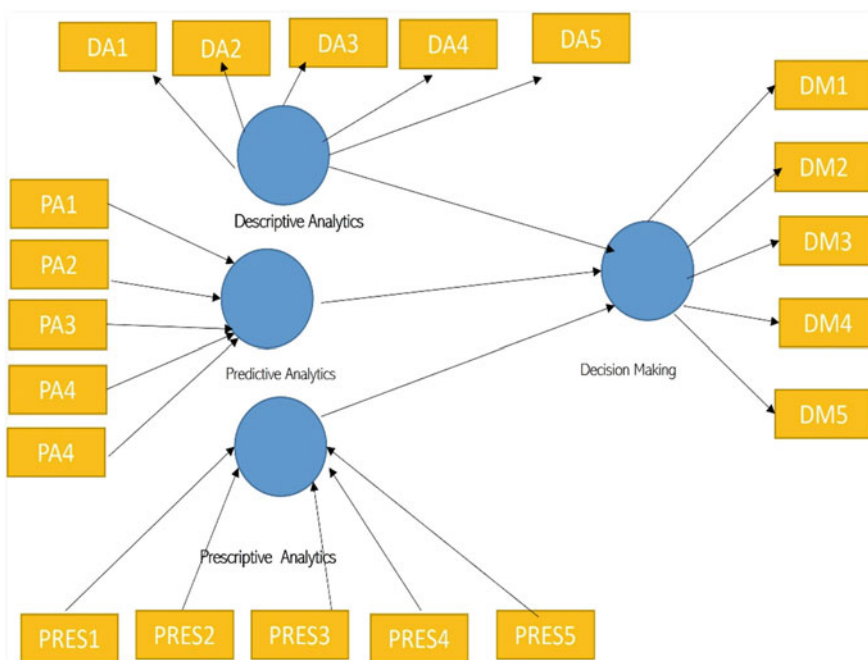 DA1
DA2
DA3
DA4
DA5
DM1
DM2
DM3
DM4
DM5
Descriptive Analytics
PA1
PA2
PA3
PA4
PA4
Predictive Analytics
Decision Making
Prescriptive Analytics
PRES1
PRES2
PRES3
PRES4
PRES5